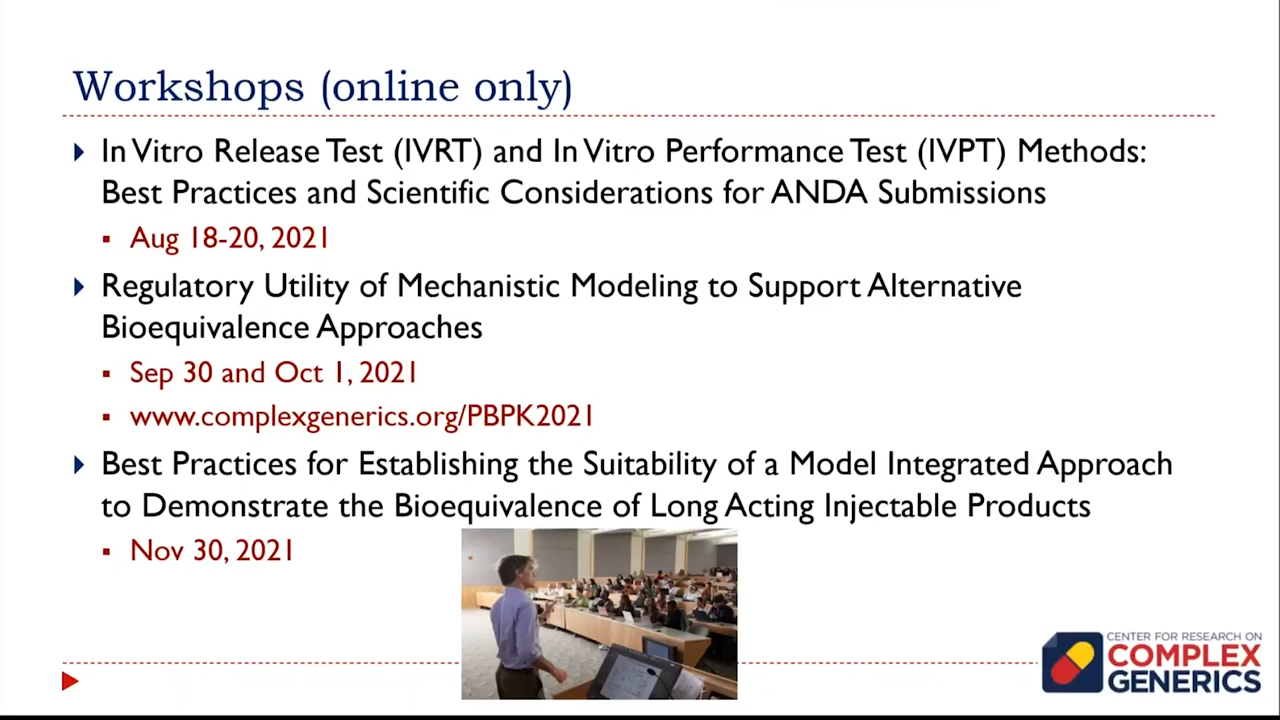 Workshops (online only)
In Vitro Release Test (IVRT) and In Vitro Performance Test (IVPT) Methods:
Best Practices and Scientific Considerations for ANDA Submissions
Aug 18-20, 2021
Regulatory Utility of Mechanistic Modeling to Support Alternative
Bioequivalence Approaches
Sep 30 and Oct 1, 2021
www.complexgenerics.org/PBPK2021
Best Practices for Establishing the Suitability of a Model Integrated Approach
to Demonstrate the Bioequivalence of Long Acting Injectable Products
Nov 30, 2021
CENTER FOR RESEARCH ON
COMPLEX
GENERICS